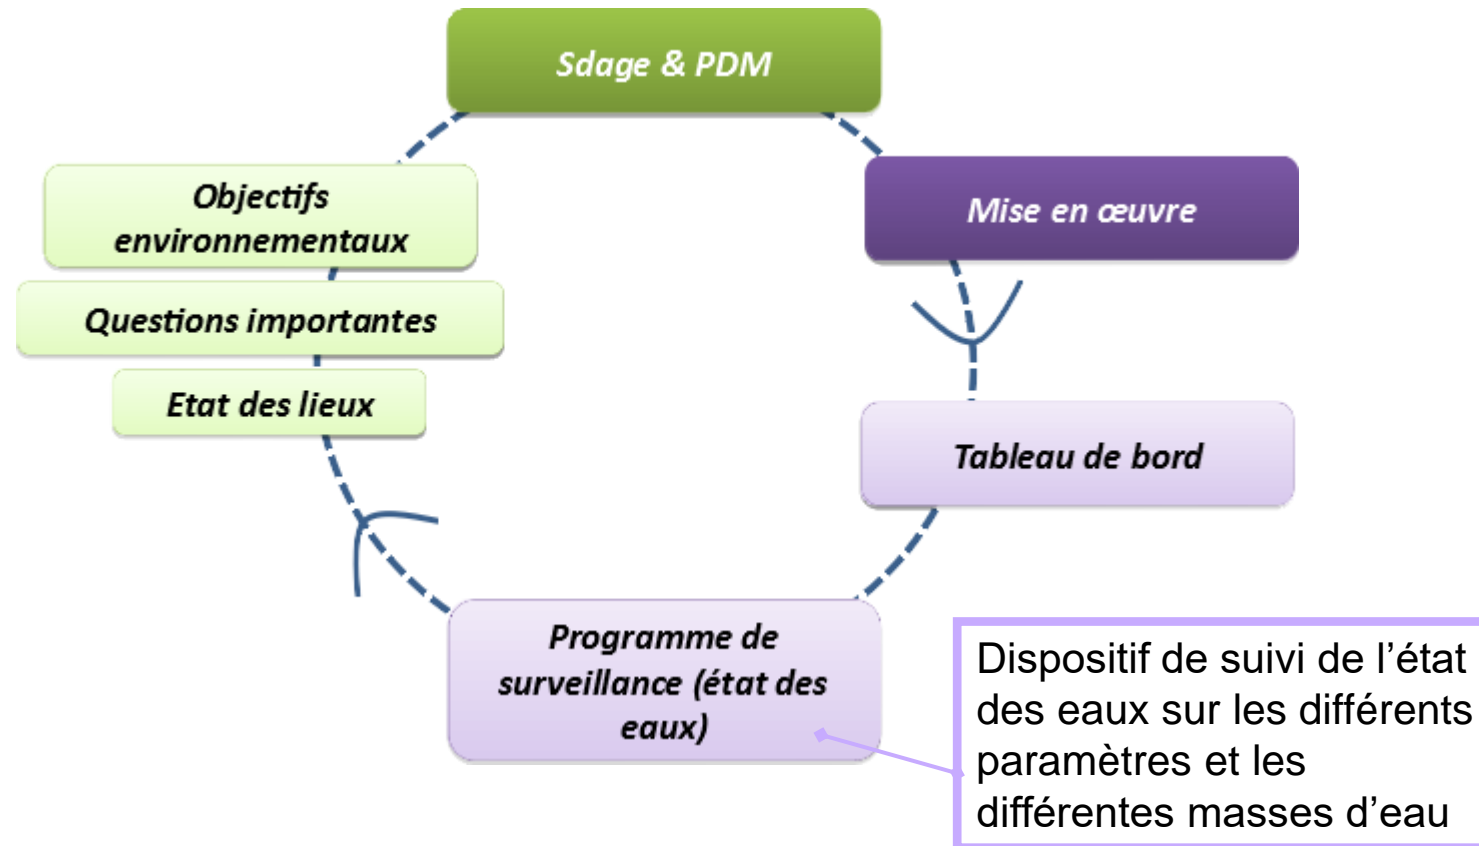 Sdage & PDM
Mise en œuvre
Objectifs
environnementaux
Questions importantes
Etat des lieux
Tableau de bord
Programme de
surveillance (état des
eaux)
Dispositif de suivi de l’état
des eaux sur les différents
paramètres et les
différentes masses d’eau